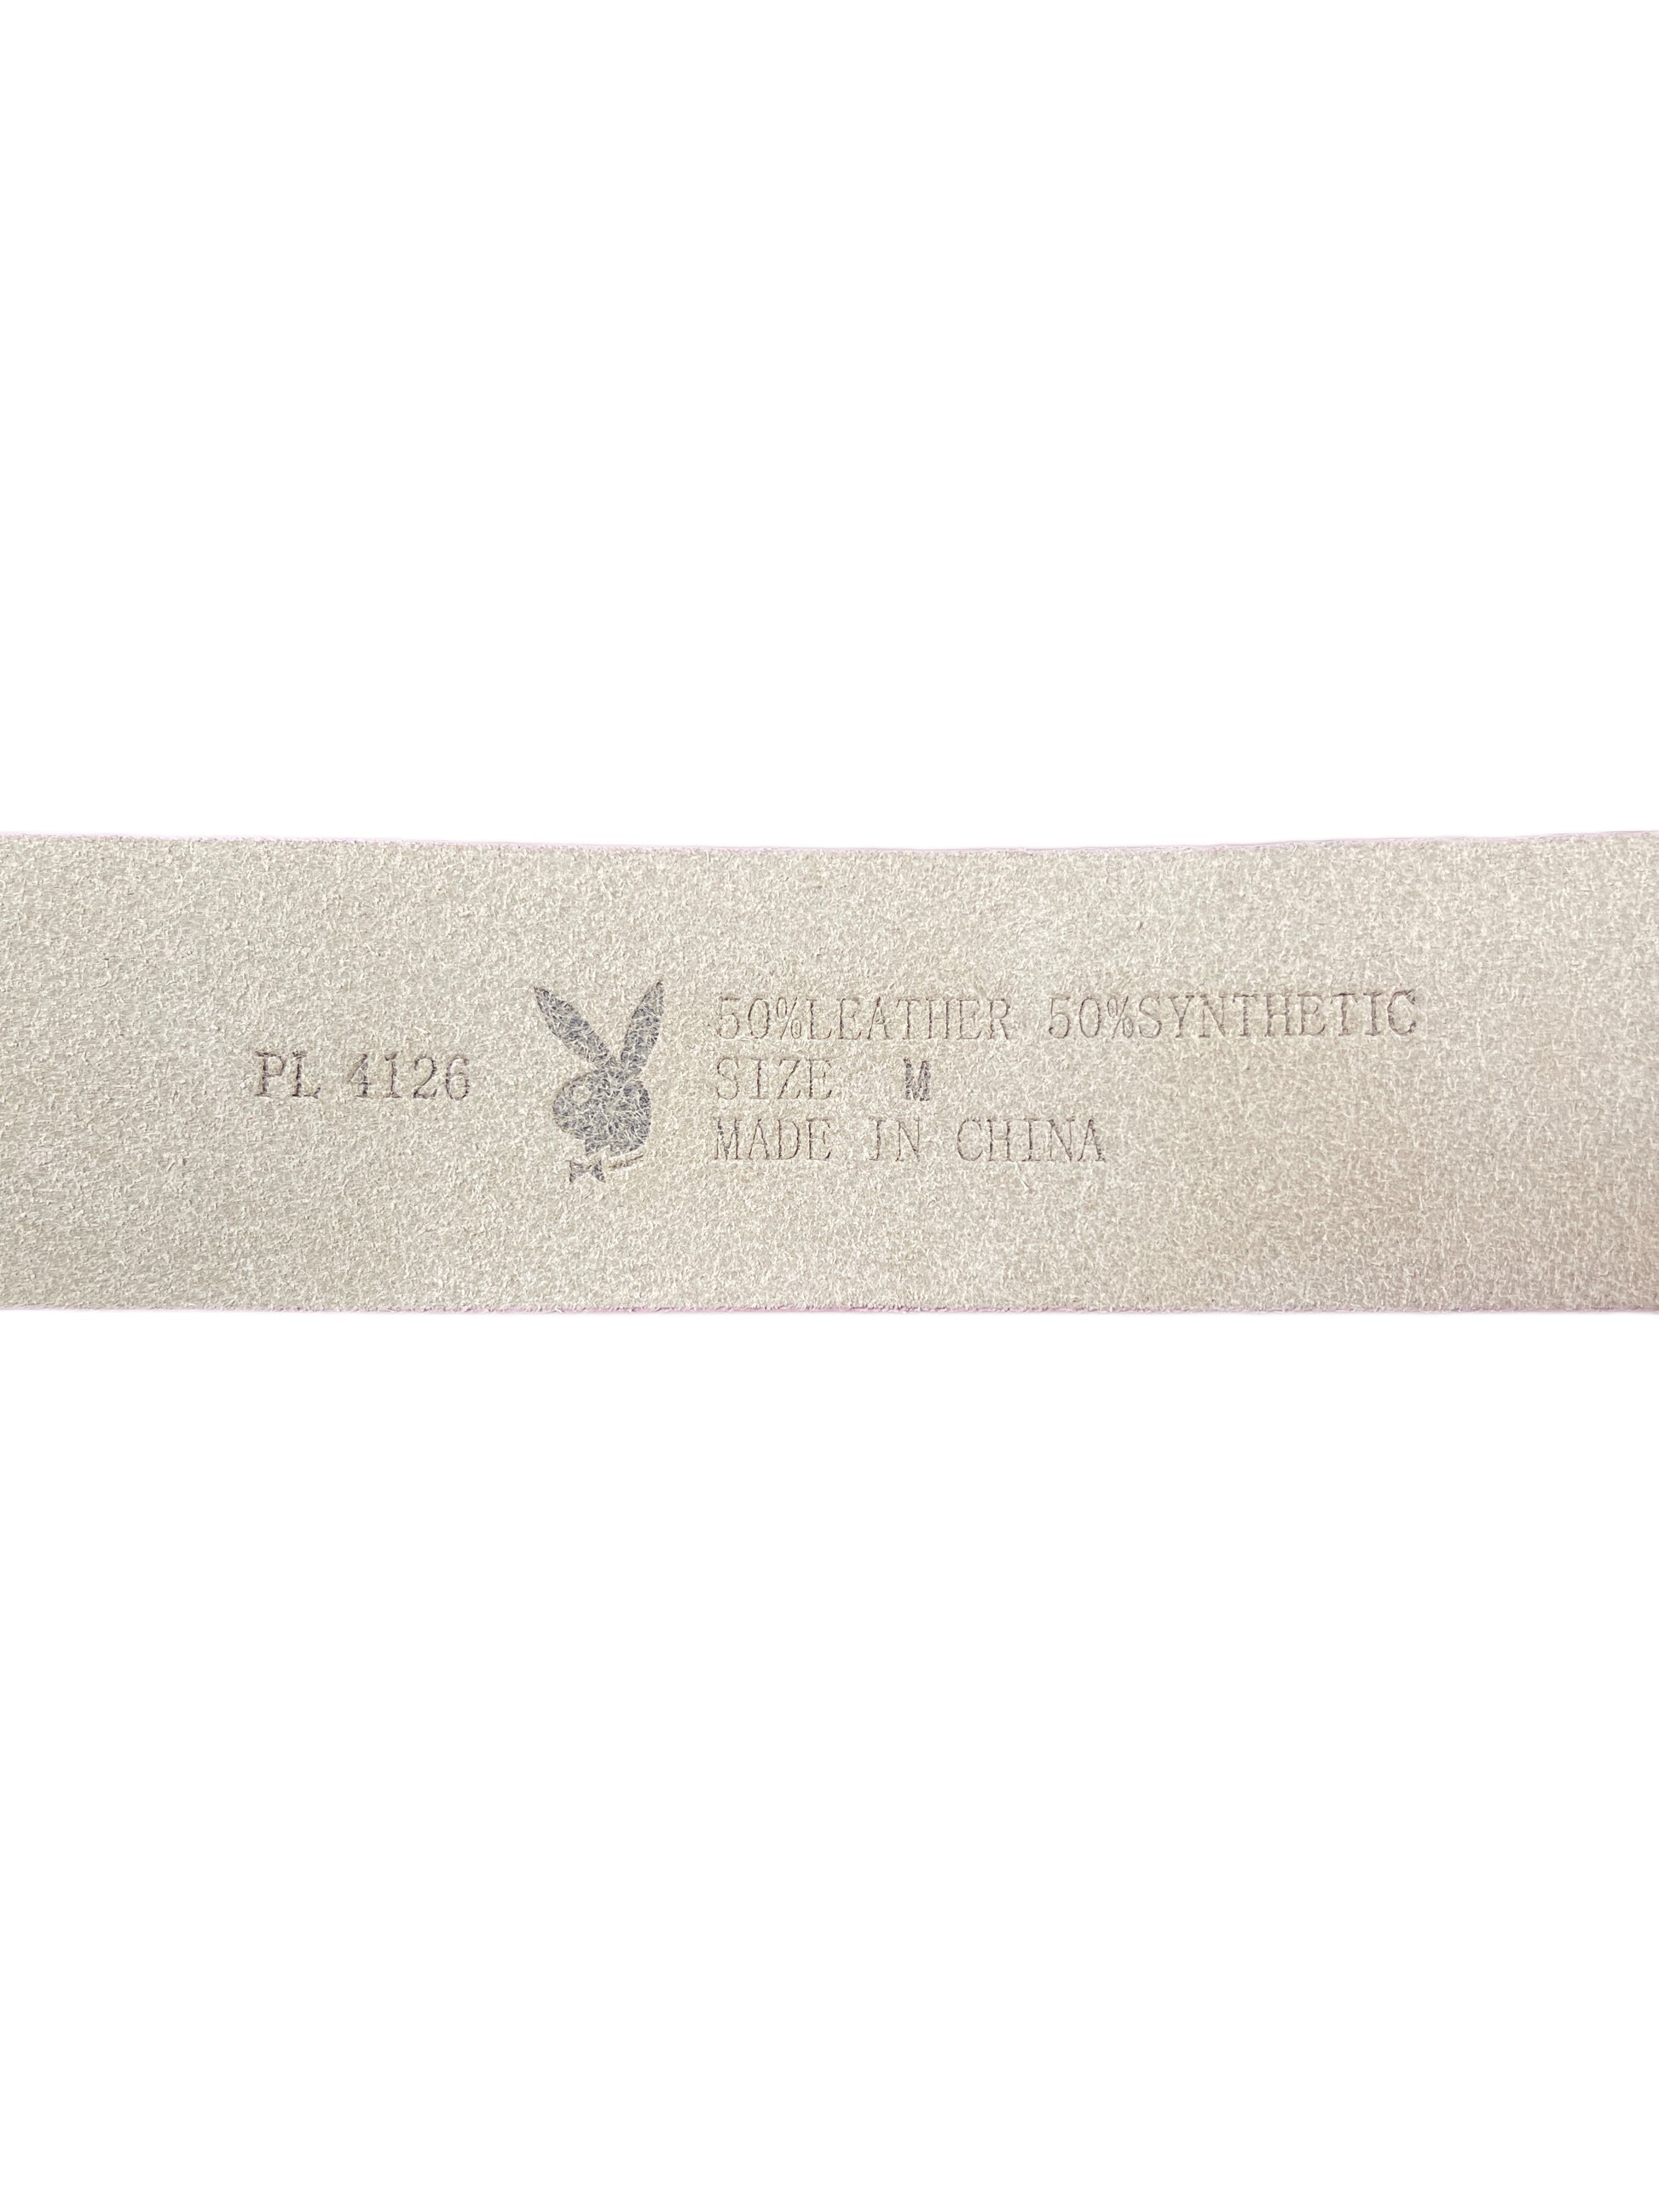 PL 4126
50%LEATHER 50%SYNTHETIC
SIZE M
MADE IN CHINA